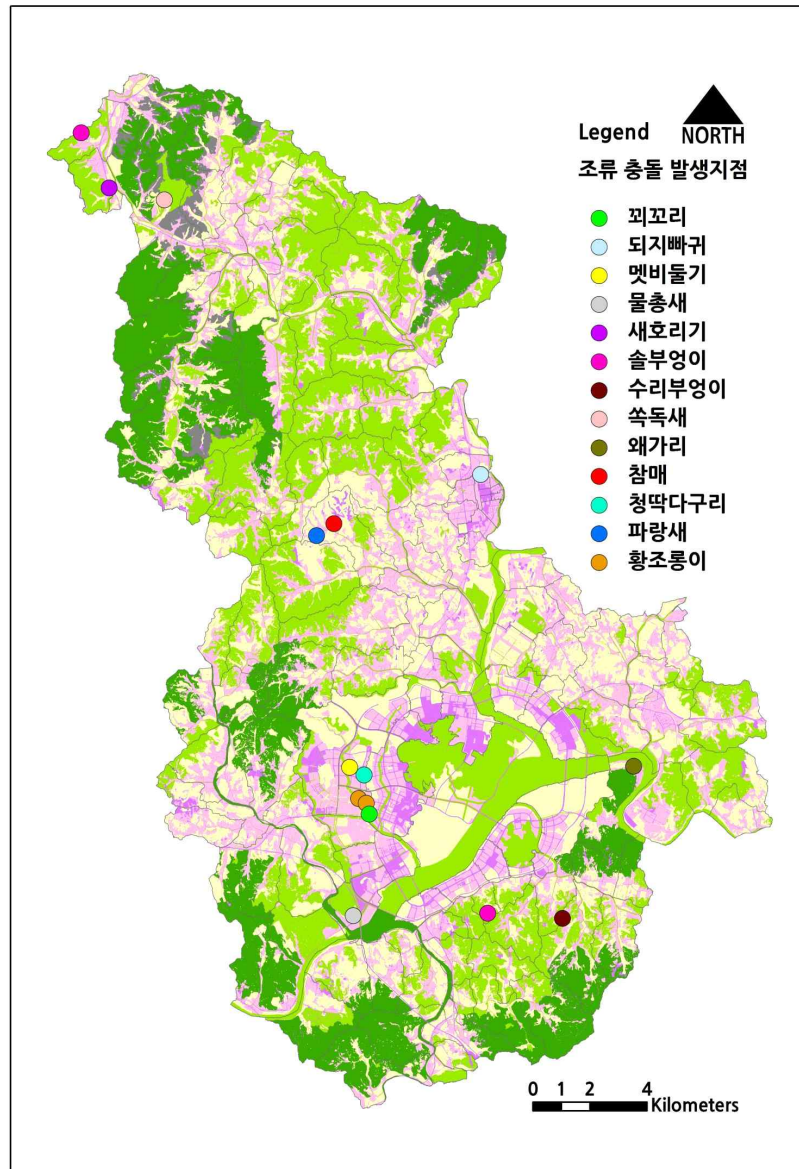 Legend
NORTH
조류 충돌 발생지점
꾀꼬리
되지빠귀
멧비둘기
물총새
새호리기
솔부엉이
수리부엉이
쏙독새
왜가리
참매
청딱다구리
파랑새
황조롱이
0 1 2 4
Kilometers